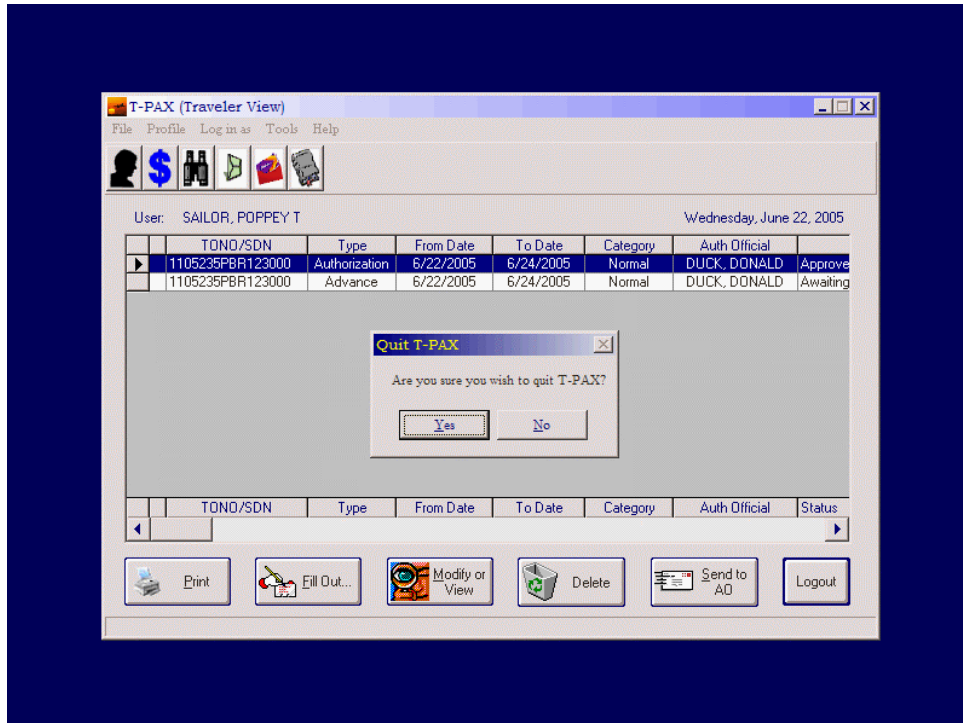 T-PAX (Traveler View)
File Profile Log in as Tools Help
User: SAILOR, POPPEY T Wednesday, June 22, 2005
TONO/SDN Type From Date To Date Category Auth Official
1105235PBR123000 Authorization 6/22/2005 6/24/2005 Normal DUCK, DONALD Approve
1105235PBR123000 Advance 6/22/2005 6/24/2005 Normal DUCK, DONALD Awaiting
Quit T-PAX
Are you sure you wish to quit T-PAX?
Yes No
TONO/SDN Type From Date To Date Category Auth Official Status
Print Fill Out... Modify or View Delete Send to AO Logout